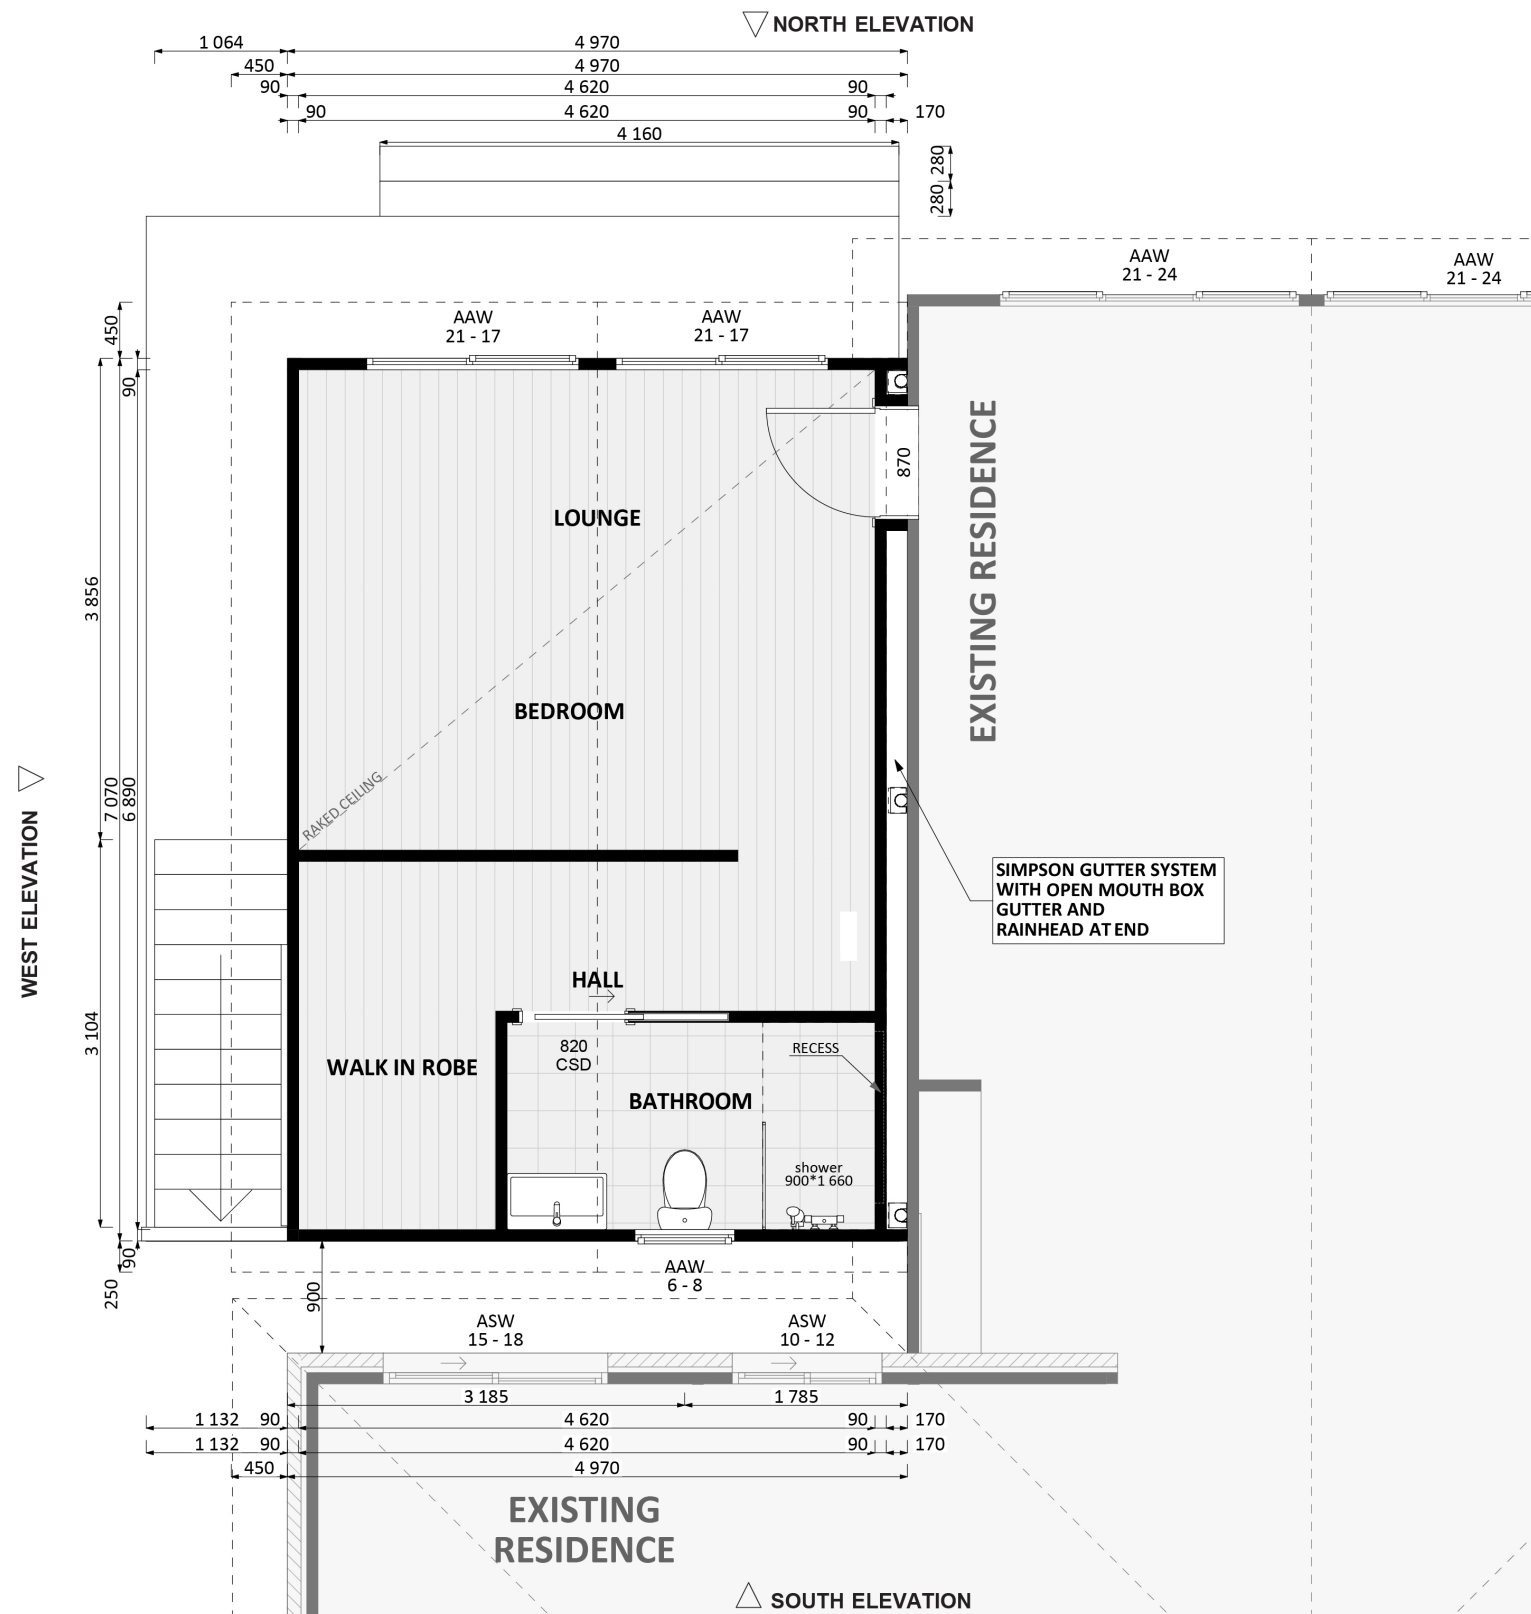 NORTH ELEVATION
1 064
4 970
450
4 970
90
4 620
90
90
4 620
90
170
4 160
280
280
AAW
21 - 24
AAW
21 - 24
AAW
21 - 17
AAW
21 - 17
450
90
870
EXISTING RESIDENCE
LOUNGE
3 856
BEDROOM
RAKED CEILING
7 070
6 890
WEST ELEVATION
SIMPSON GUTTER SYSTEM
WITH OPEN MOUTH BOX
GUTTER AND
RAINHEAD AT END
HALL
3 104
820
CSD
RECESS
WALK IN ROBE
BATHROOM
shower
900*1 660
90
250
900
AAW
6 - 8
ASW
15 - 18
ASW
10 - 12
3 185
1 785
1 132
90
4 620
90
170
1 132
90
4 620
90
170
450
4 970
EXISTING
RESIDENCE
SOUTH ELEVATION